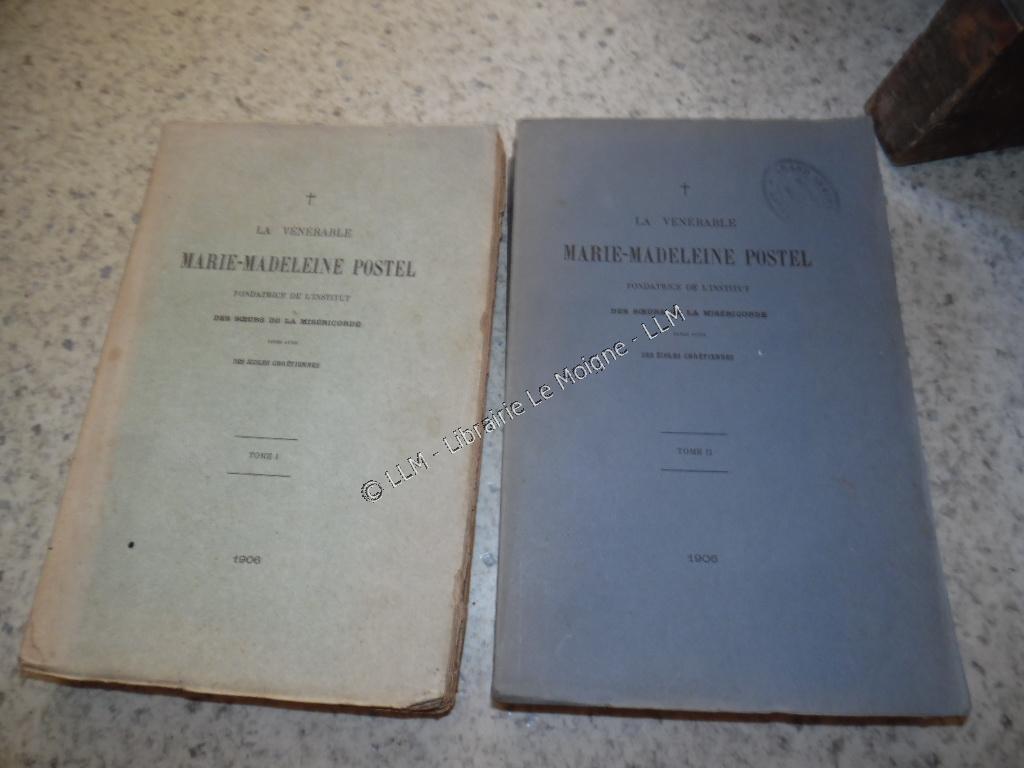 LA VÉNÉRABLE
MARIE-MADELEINE POSTEL
FONDATRICE DE L'INSTITUT
DES SŒURS DE LA MISÉRICORDE
DES ÉCOLES CHRÉTIENNES
TOME I
1906
LA VÉNÉRABLE
MARIE-MADELEINE POSTEL
FONDATRICE DE L'INSTITUT
DES SŒURS LA MISÉRICORDE
DES ÉCOLES CHRÉTIENNES
TOME II
1906
© LLM - Librairie Le Moigne - LLM